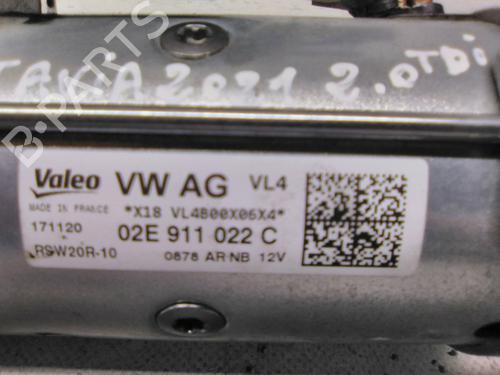 2021 2.0TDi
Valeo VW AG VL4
MADE IN FRANCE *X18 VL4B00X06X4*
171120 02E 911 022 C
RSW20R-10 0878 AR NB 12V